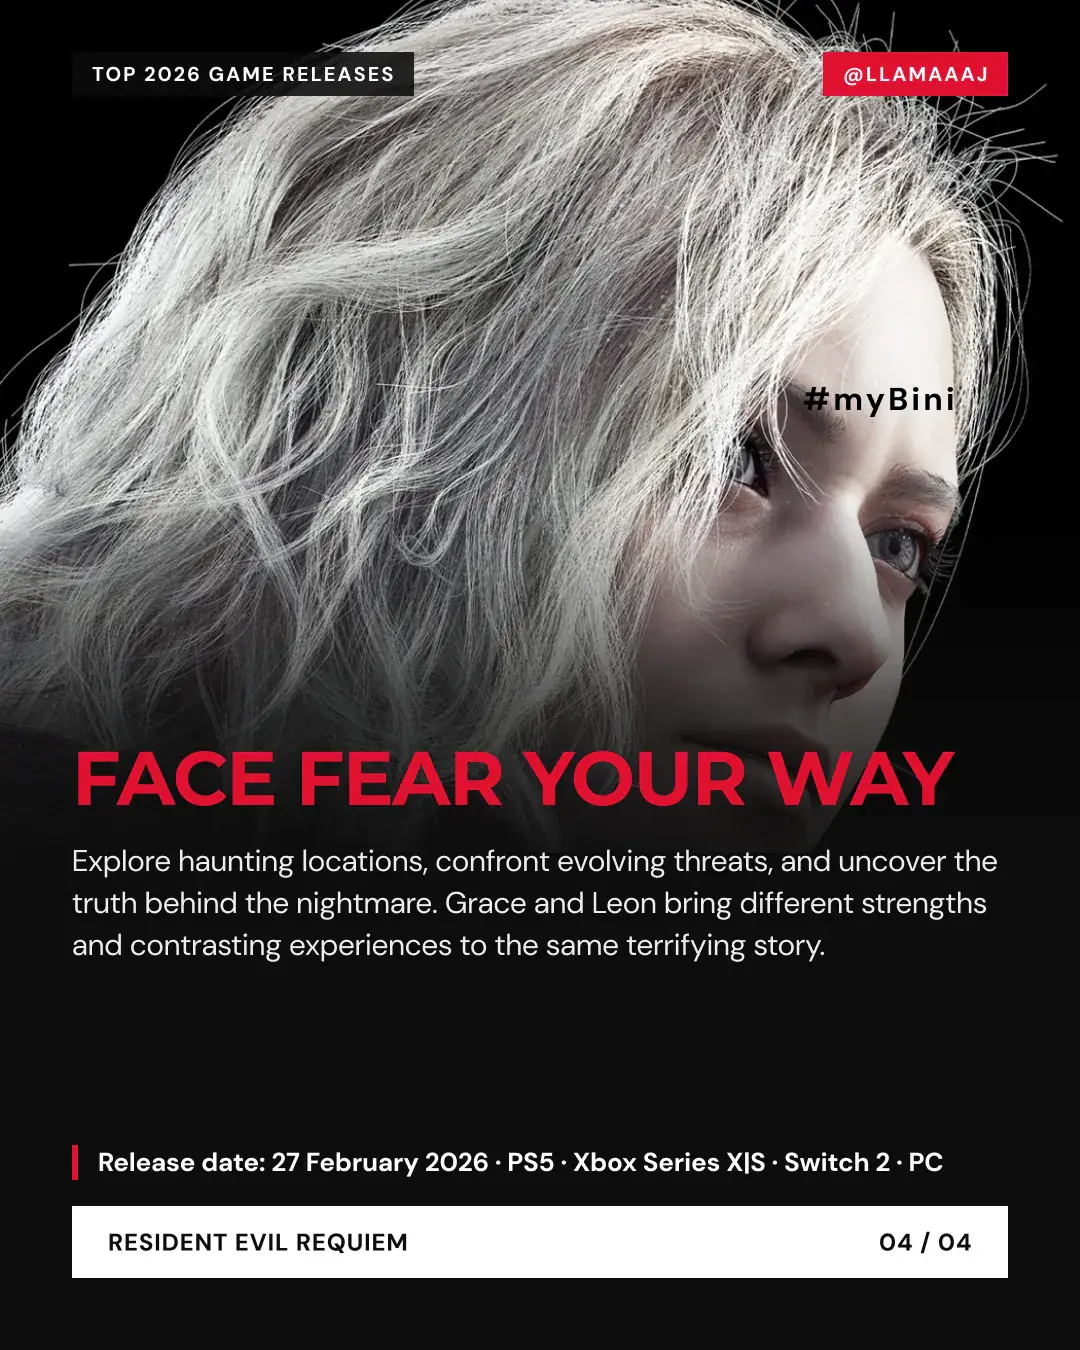 TOP 2026 GAME RELEASES
@LLAMAAAJ
#myBini
FACE FEAR YOUR WAY
Explore haunting locations, confront evolving threats, and uncover the
truth behind the nightmare. Grace and Leon bring different strengths
and contrasting experiences to the same terrifying story.
Release date: 27 February 2026 · PS5 · Xbox Series X|S · Switch 2 · PC
RESIDENT EVIL REQUIEM
04 / 04